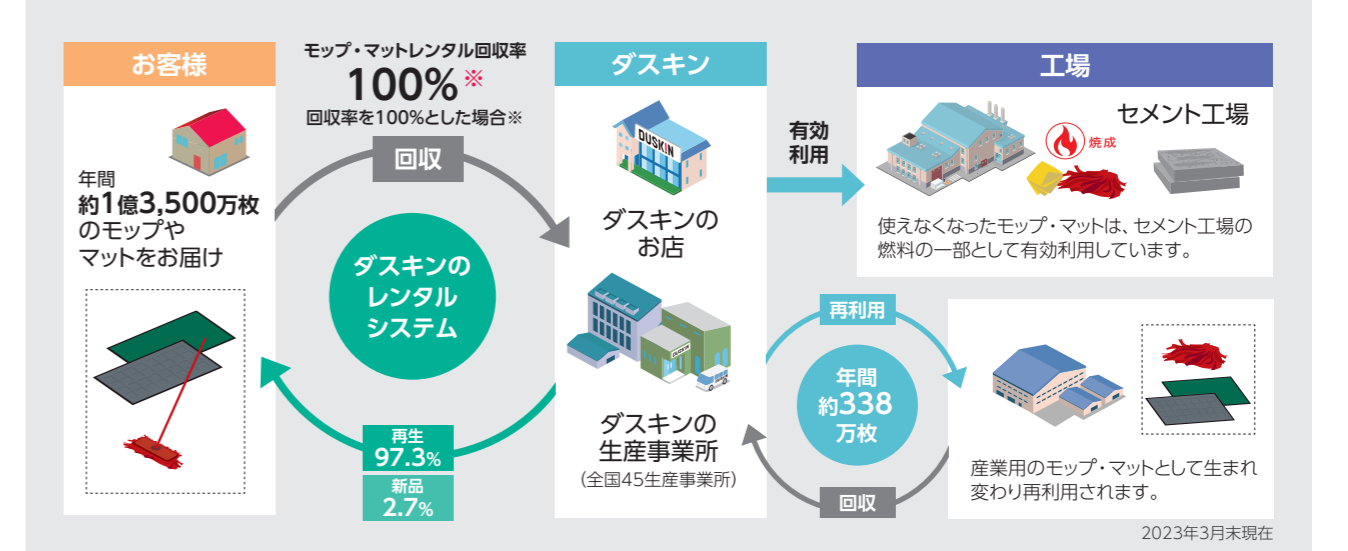 お客様
年間
約1億3,500万枚
のモップや
マットをお届け
モップ・マットレンタル回収率
100%※
回収率を100%とした場合※
回収
ダスキンの
レンタル
システム
再生
97.3%
新品
2.7%
ダスキン
DUSKIN
ダスキンの
お店
DUSKIN
ダスキンの
生産事業所
(全国45生産事業所)
有効
利用
工場
セメント工場
焼成
使えなくなったモップ・マットは、セメント工場の
燃料の一部として有効利用しています。
再利用
年間
約338
万枚
回収
産業用のモップ・マットとして生まれ
変わり再利用されます。
2023年3月末現在